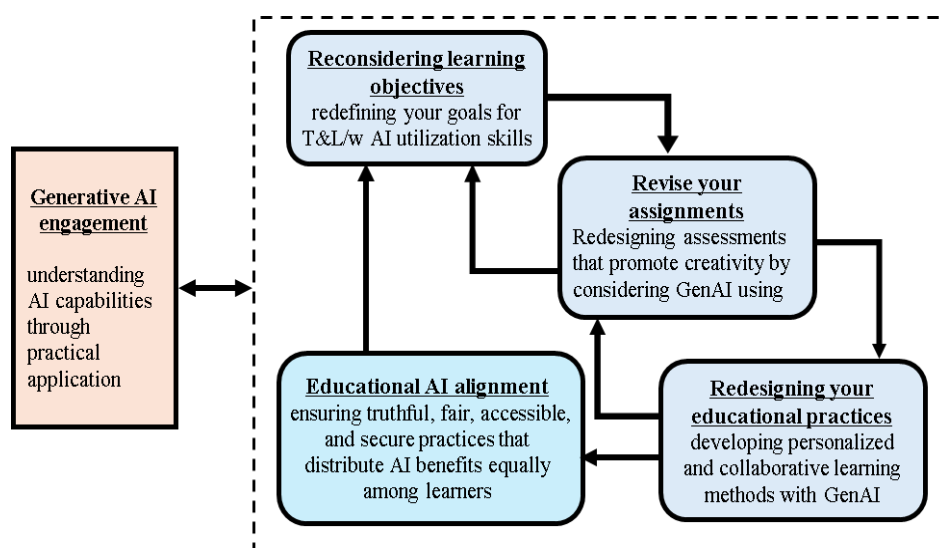 Generative AI
engagement
understanding
AI capabilities
through
practical
application
Reconsidering learning
objectives
redefining your goals for
T&L/w AI utilization skills
Revise your
assignments
Redesigning assessments
that promote creativity by
considering GenAI using
Redesigning your
educational practices
developing personalized
and collaborative learning
methods with GenAI
Educational AI alignment
ensuring truthful, fair, accessible,
and secure practices that
distribute AI benefits equally
among learners